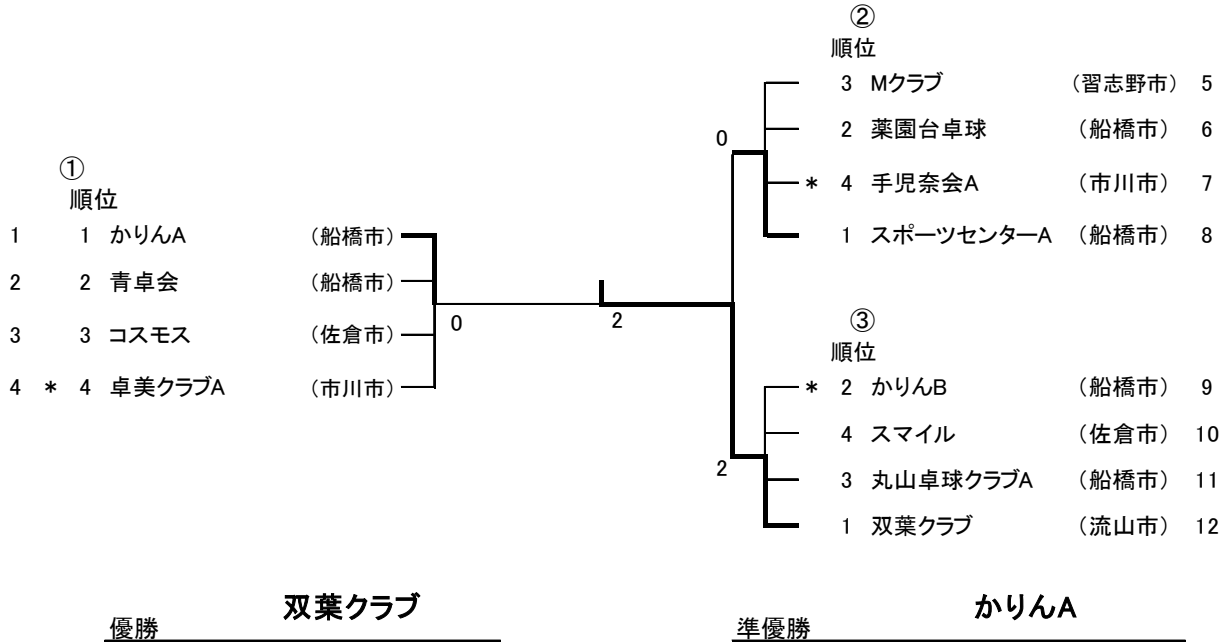 ①
順位
1 1 かりんA （船橋市）
2 2 青卓会 （船橋市）
3 3 コスモス （佐倉市）
4 * 4 卓美クラブA （市川市）
0
2
②
順位
3 Mクラブ （習志野市） 5
2 薬園台卓球 （船橋市） 6
* 4 手児奈会A （市川市） 7
1 スポーツセンターA （船橋市） 8
0
③
順位
* 2 かりんB （船橋市） 9
4 スマイル （佐倉市） 10
3 丸山卓球クラブA （船橋市） 11
1 双葉クラブ （流山市） 12
2
優勝 双葉クラブ
準優勝 かりんA